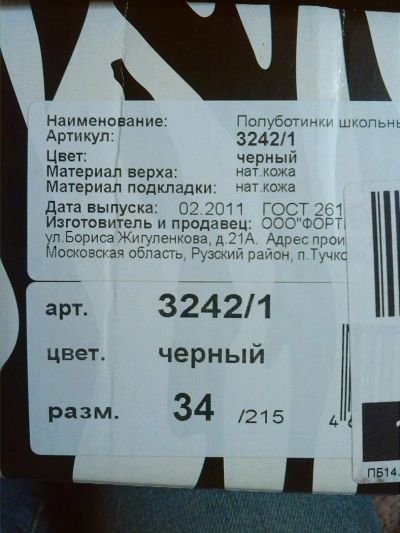 Наименование: Полуботинки школьны
Артикул: 3242/1
Цвет: черный
Материал верха: нат.кожа
Материал подкладки: нат.кожа
Дата выпуска: 02.2011 ГОСТ 261
Изготовитель и продавец: ООО"ФОРТ
ул.Бориса Жигуленкова, д.21А. Адрес прои
Московская область, Рузский район, п.Тучко
арт. 3242/1
цвет. черный
разм. 34 /215
4
ПБ14.